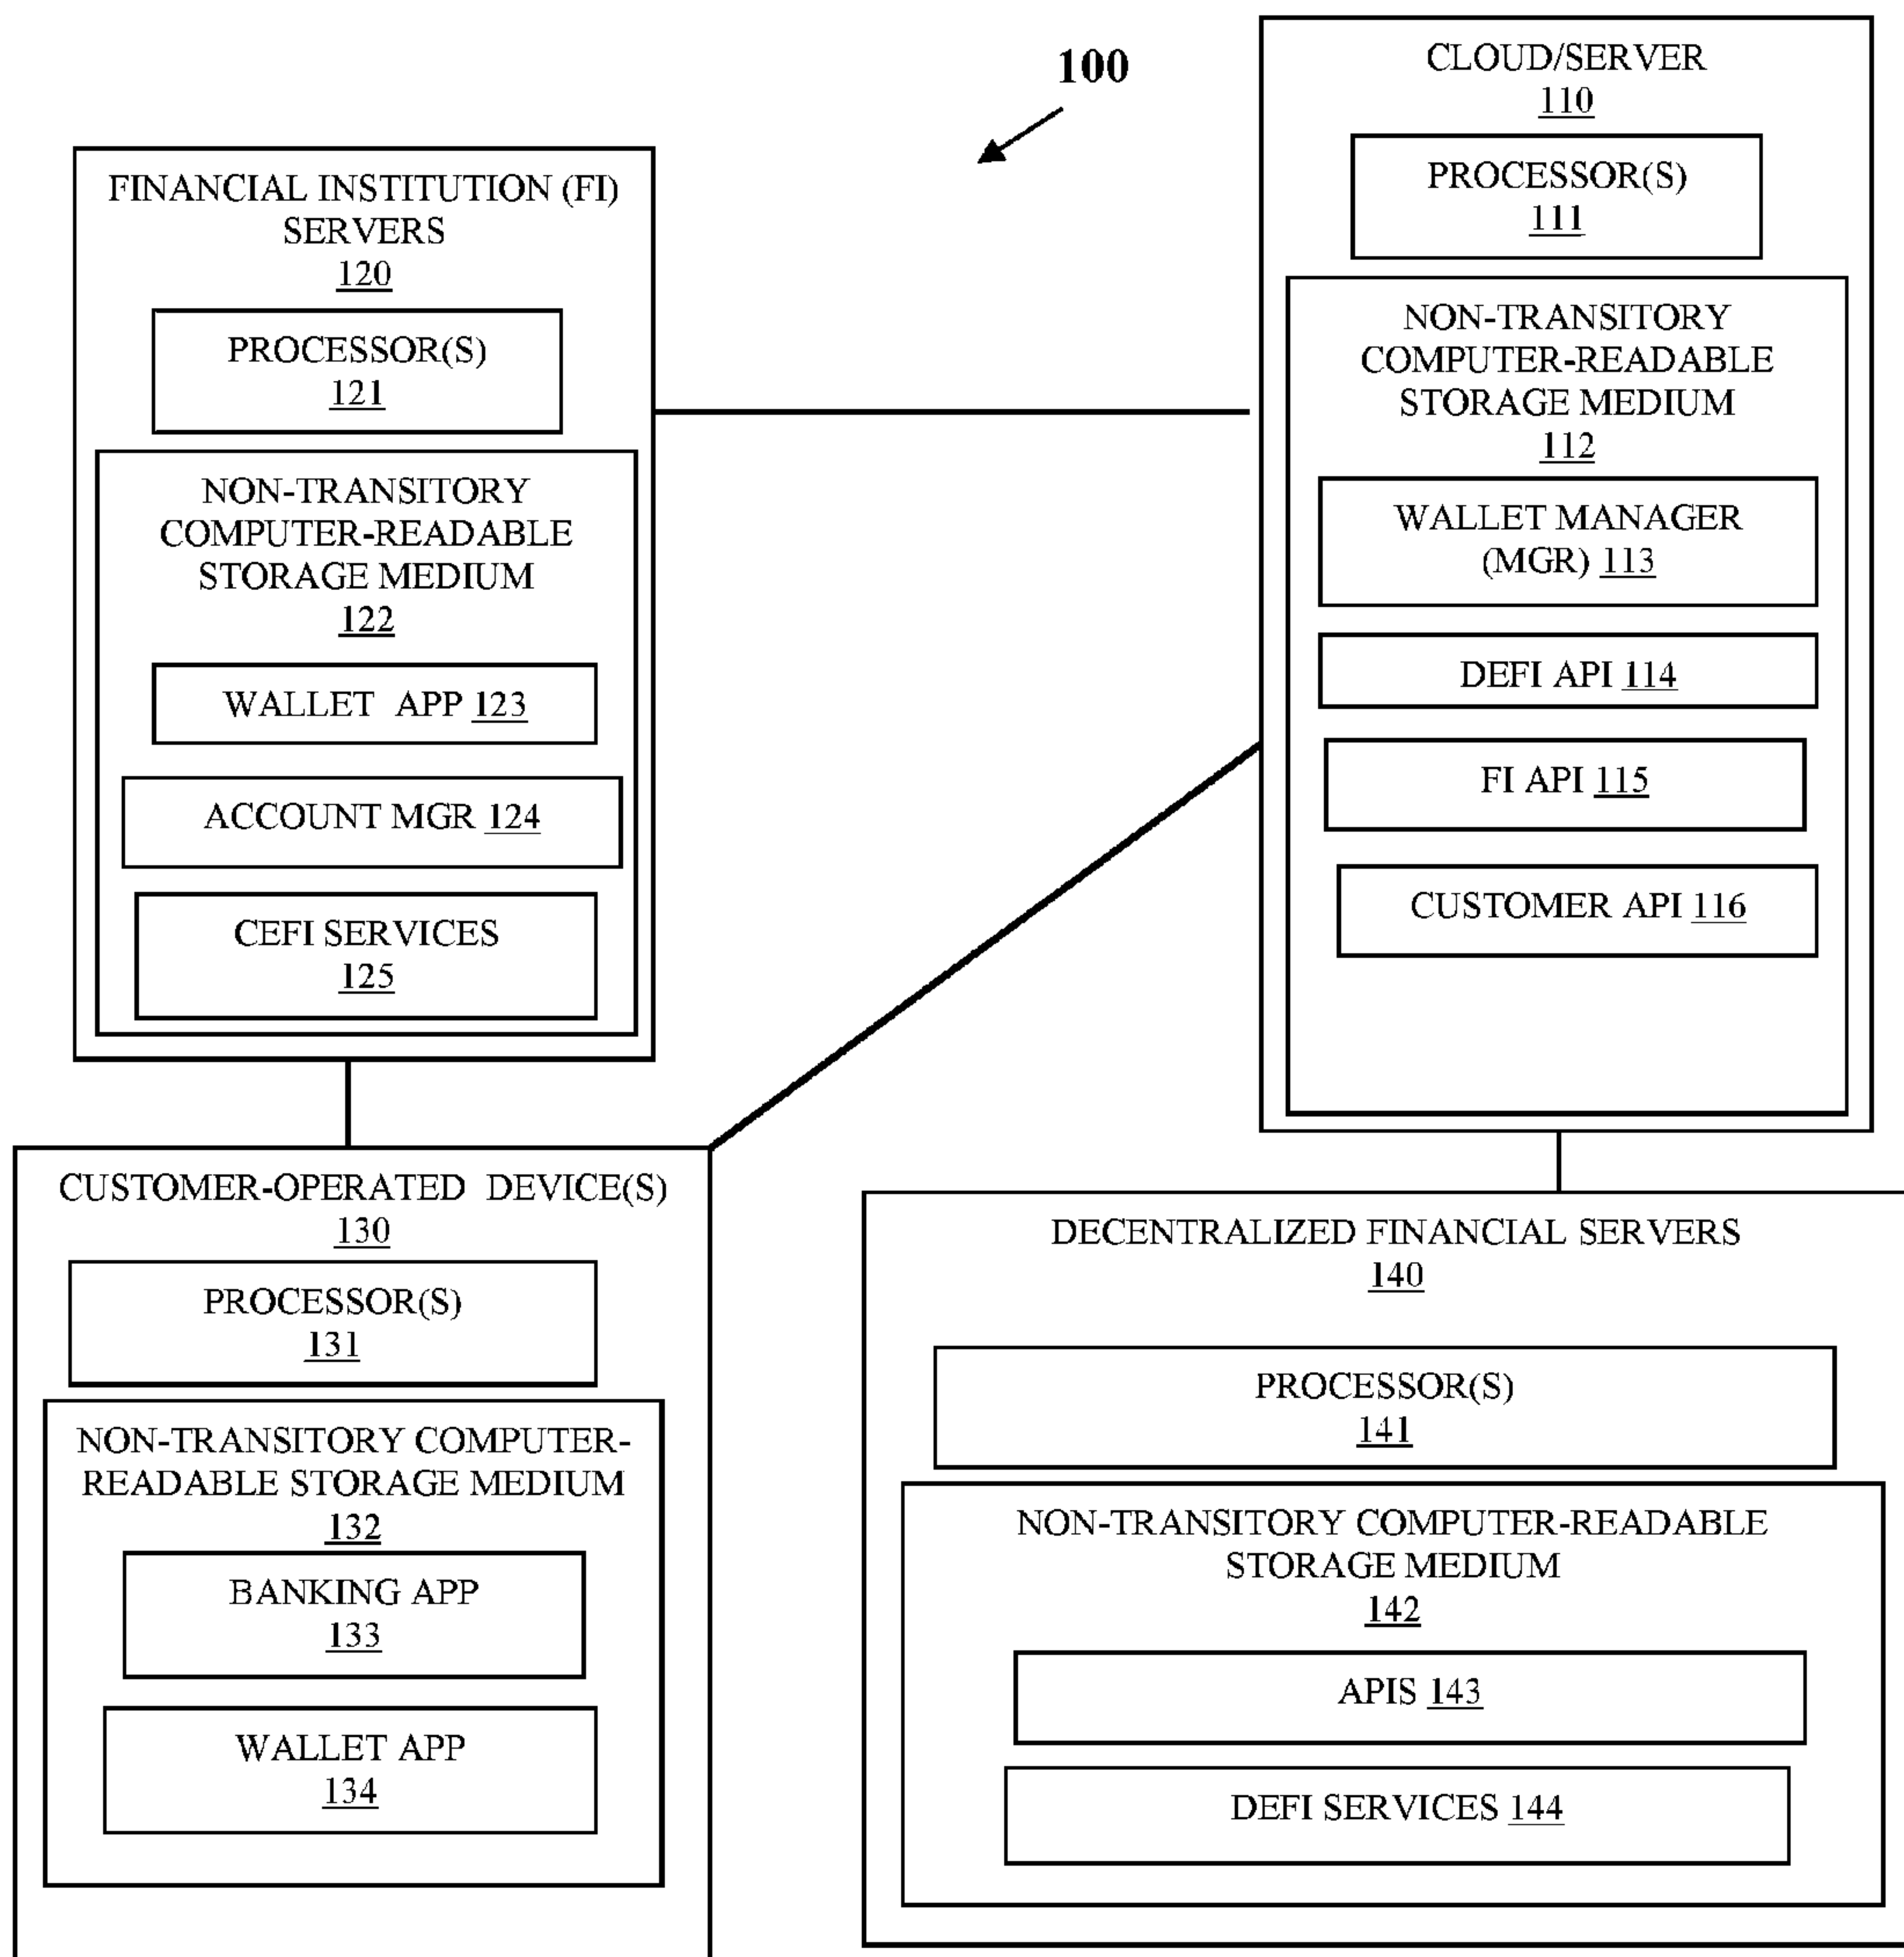 100
CLOUD/SERVER
110
PROCESSOR(S)
111
NON-TRANSITORY
COMPUTER-READABLE
STORAGE MEDIUM
112
WALLET MANAGER
(MGR) 113
DEFI API 114
FI API 115
CUSTOMER API 116
FINANCIAL INSTITUTION (FI)
SERVERS
120
PROCESSOR(S)
121
NON-TRANSITORY
COMPUTER-READABLE
STORAGE MEDIUM
122
WALLET APP 123
ACCOUNT MGR 124
CEFI SERVICES
125
CUSTOMER-OPERATED DEVICE(S)
130
PROCESSOR(S)
131
NON-TRANSITORY COMPUTER-
READABLE STORAGE MEDIUM
132
BANKING APP
133
WALLET APP
134
DECENTRALIZED FINANCIAL SERVERS
140
PROCESSOR(S)
141
NON-TRANSITORY COMPUTER-READABLE
STORAGE MEDIUM
142
APIS 143
DEFI SERVICES 144